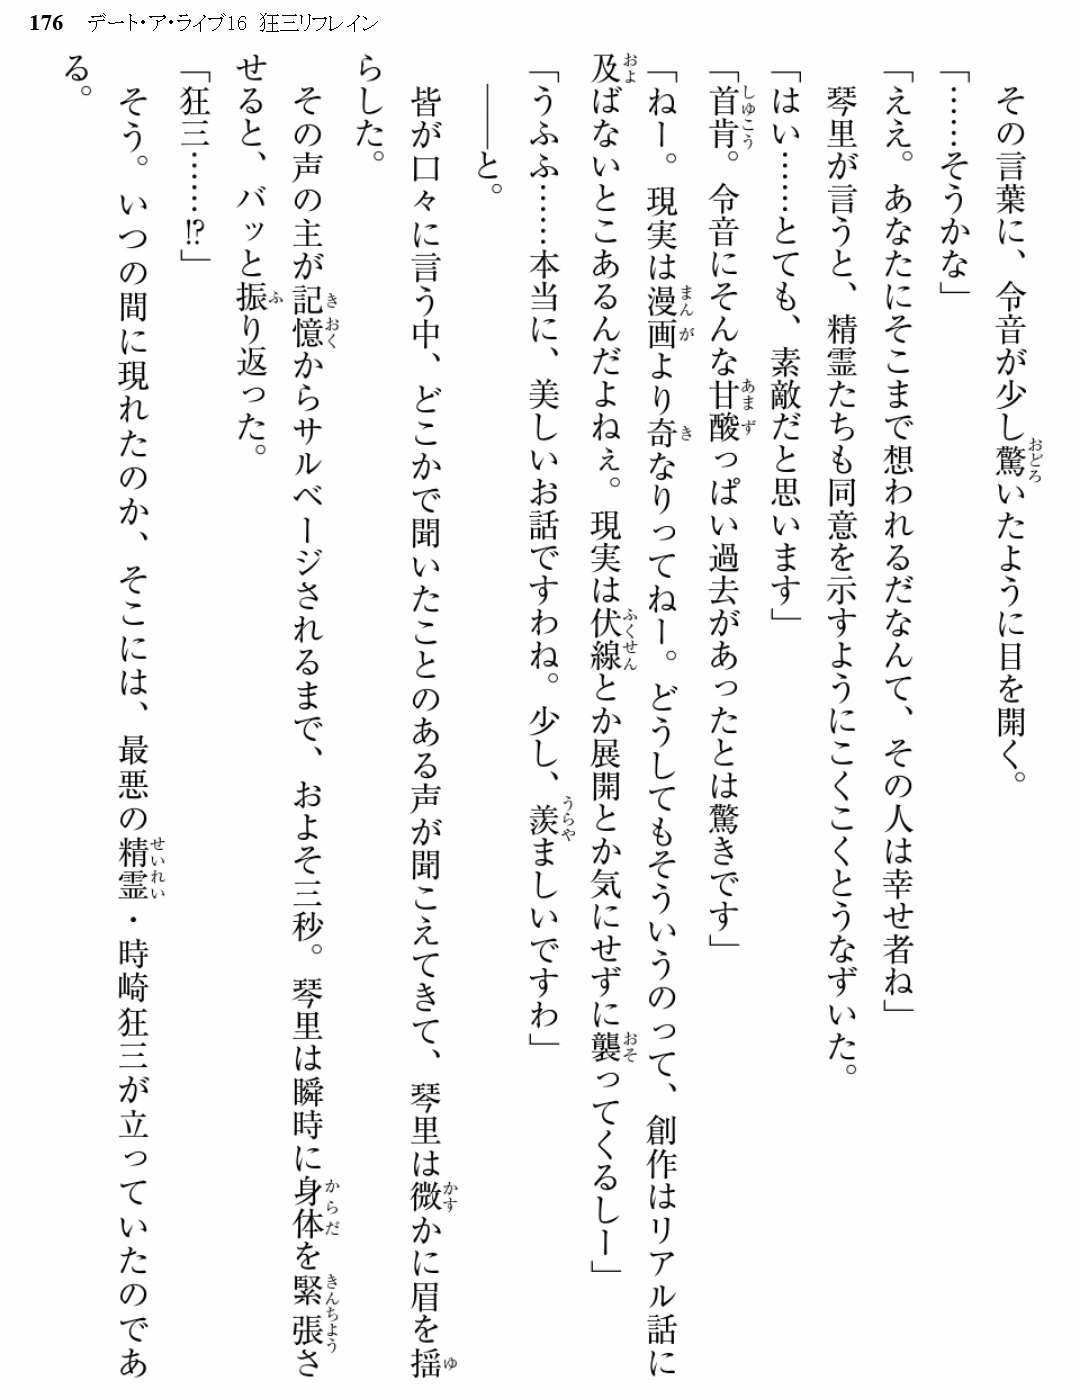 176 デート・ア・ライブ16 狂三リフレイン
その言葉に、令音が少し驚いたように目を開く。
「……そうかな」
「ええ。あなたにそこまで想われるだなんて、その人は幸せ者ね」
琴里が言うと、精霊たちも同意を示すようにこくこくとうなずいた。
「はい……とても、素敵だと思います」
「首肯。令音にそんな甘酸っぱい過去があったとは驚きです」
「ねー。現実は漫画より奇なりってねー。どうしてもそういうのって、創作はリアル話に
及ばないとこあるんだよねぇ。現実は伏線とか展開とか気にせずに襲ってくるしー」
「うふふ……本当に、美しいお話ですわね。少し、羨ましいですわ」
――と。
皆が口々に言う中、どこかで聞いたことのある声が聞こえてきて、琴里は微かに眉を揺
らした。
その声の主が記憶からサルベージされるまで、およそ三秒。琴里は瞬時に身体を緊張さ
せると、バッと振り返った。
「狂三……⁉」
そう。いつの間に現れたのか、そこには、最悪の精霊・時崎狂三が立っていたのであ
る。